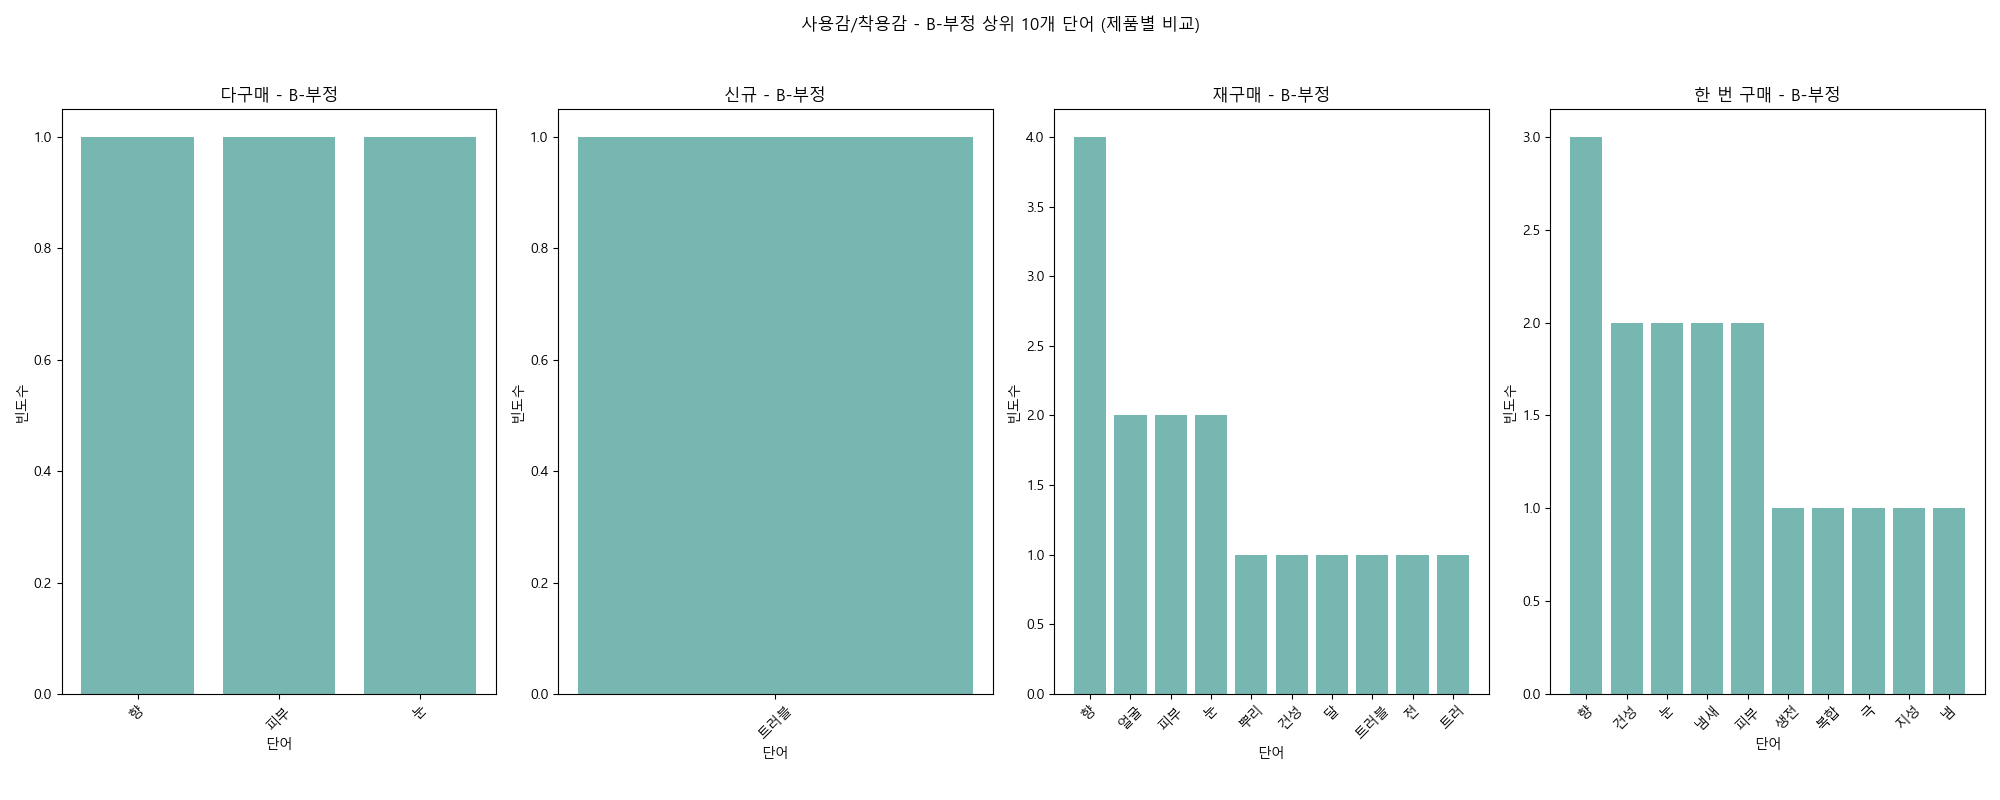 사용감/착용감 - B-부정 상위 10개 단어 (제품별 비교)
다구매 - B-부정
1.0
0.8
0.6
0.4
0.2
0.0
빈도수
향 피부 눈
단어
신규 - B-부정
1.0
0.8
0.6
0.4
0.2
0.0
빈도수
트러블
단어
재구매 - B-부정
4.0
3.5
3.0
2.5
2.0
1.5
1.0
0.5
0.0
빈도수
향 얼굴 피부 눈 뿌리 건성 달 트러블 전 트러
단어
한 번 구매 - B-부정
3.0
2.5
2.0
1.5
1.0
0.5
0.0
빈도수
향 건성 눈 냄새 피부 생전 복합 극 지성 냄
단어